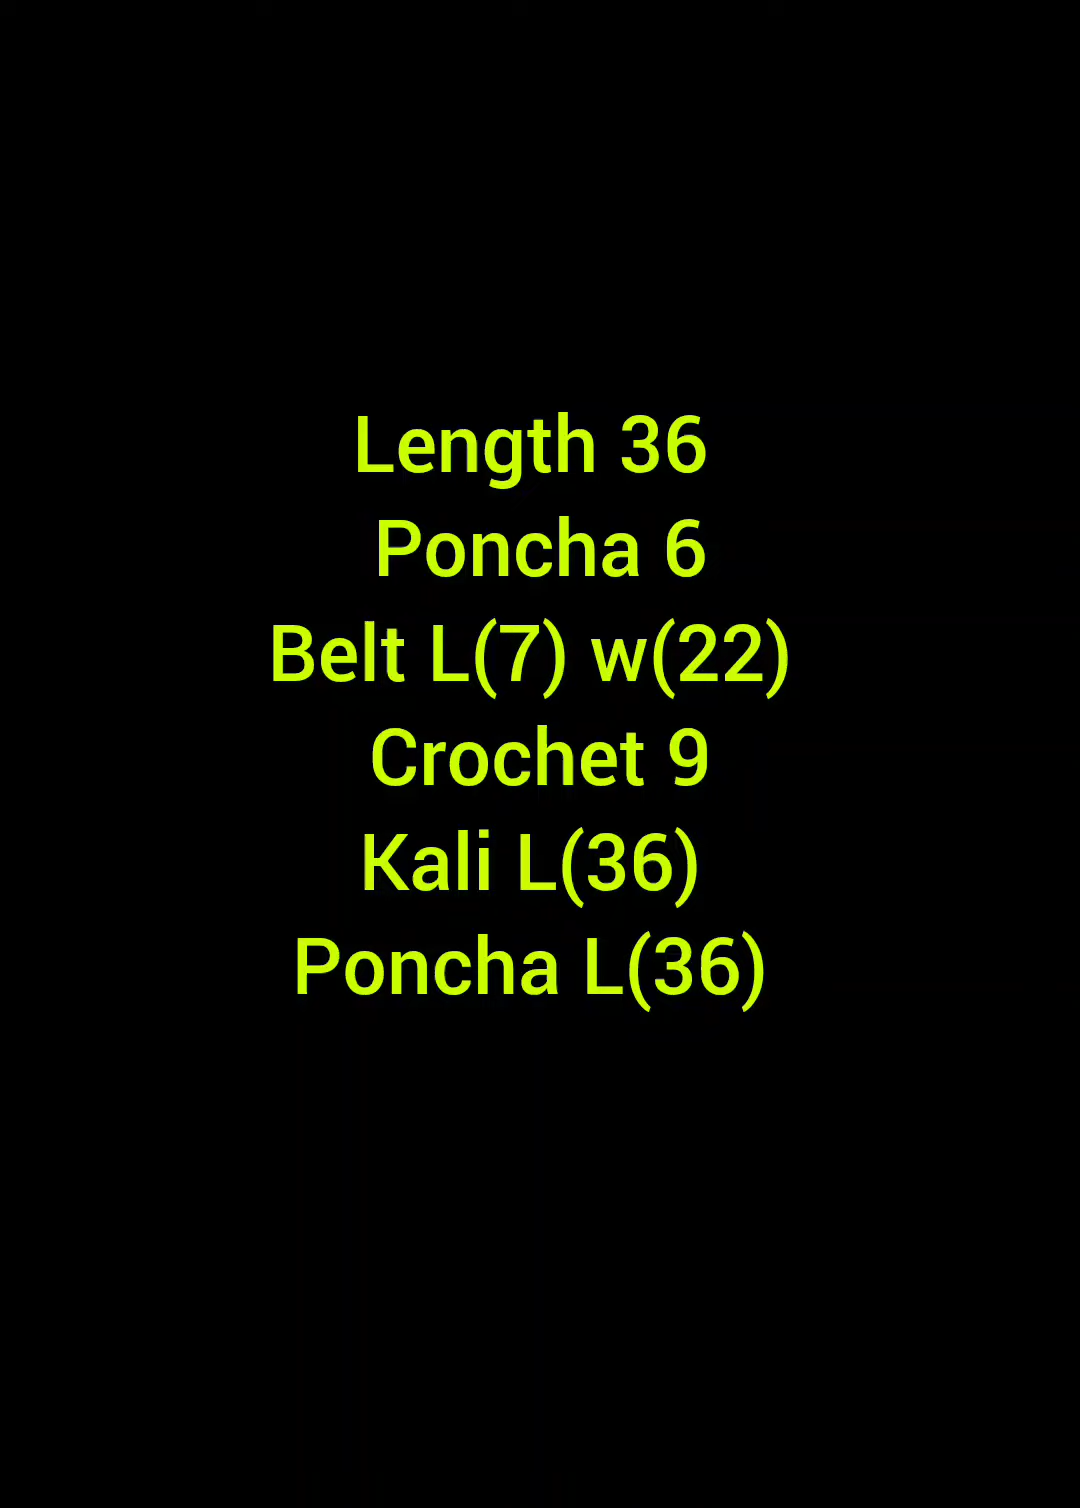 Length 36
Poncha 6
Belt L(7) w(22)
Crochet 9
Kali L(36)
Poncha L(36)